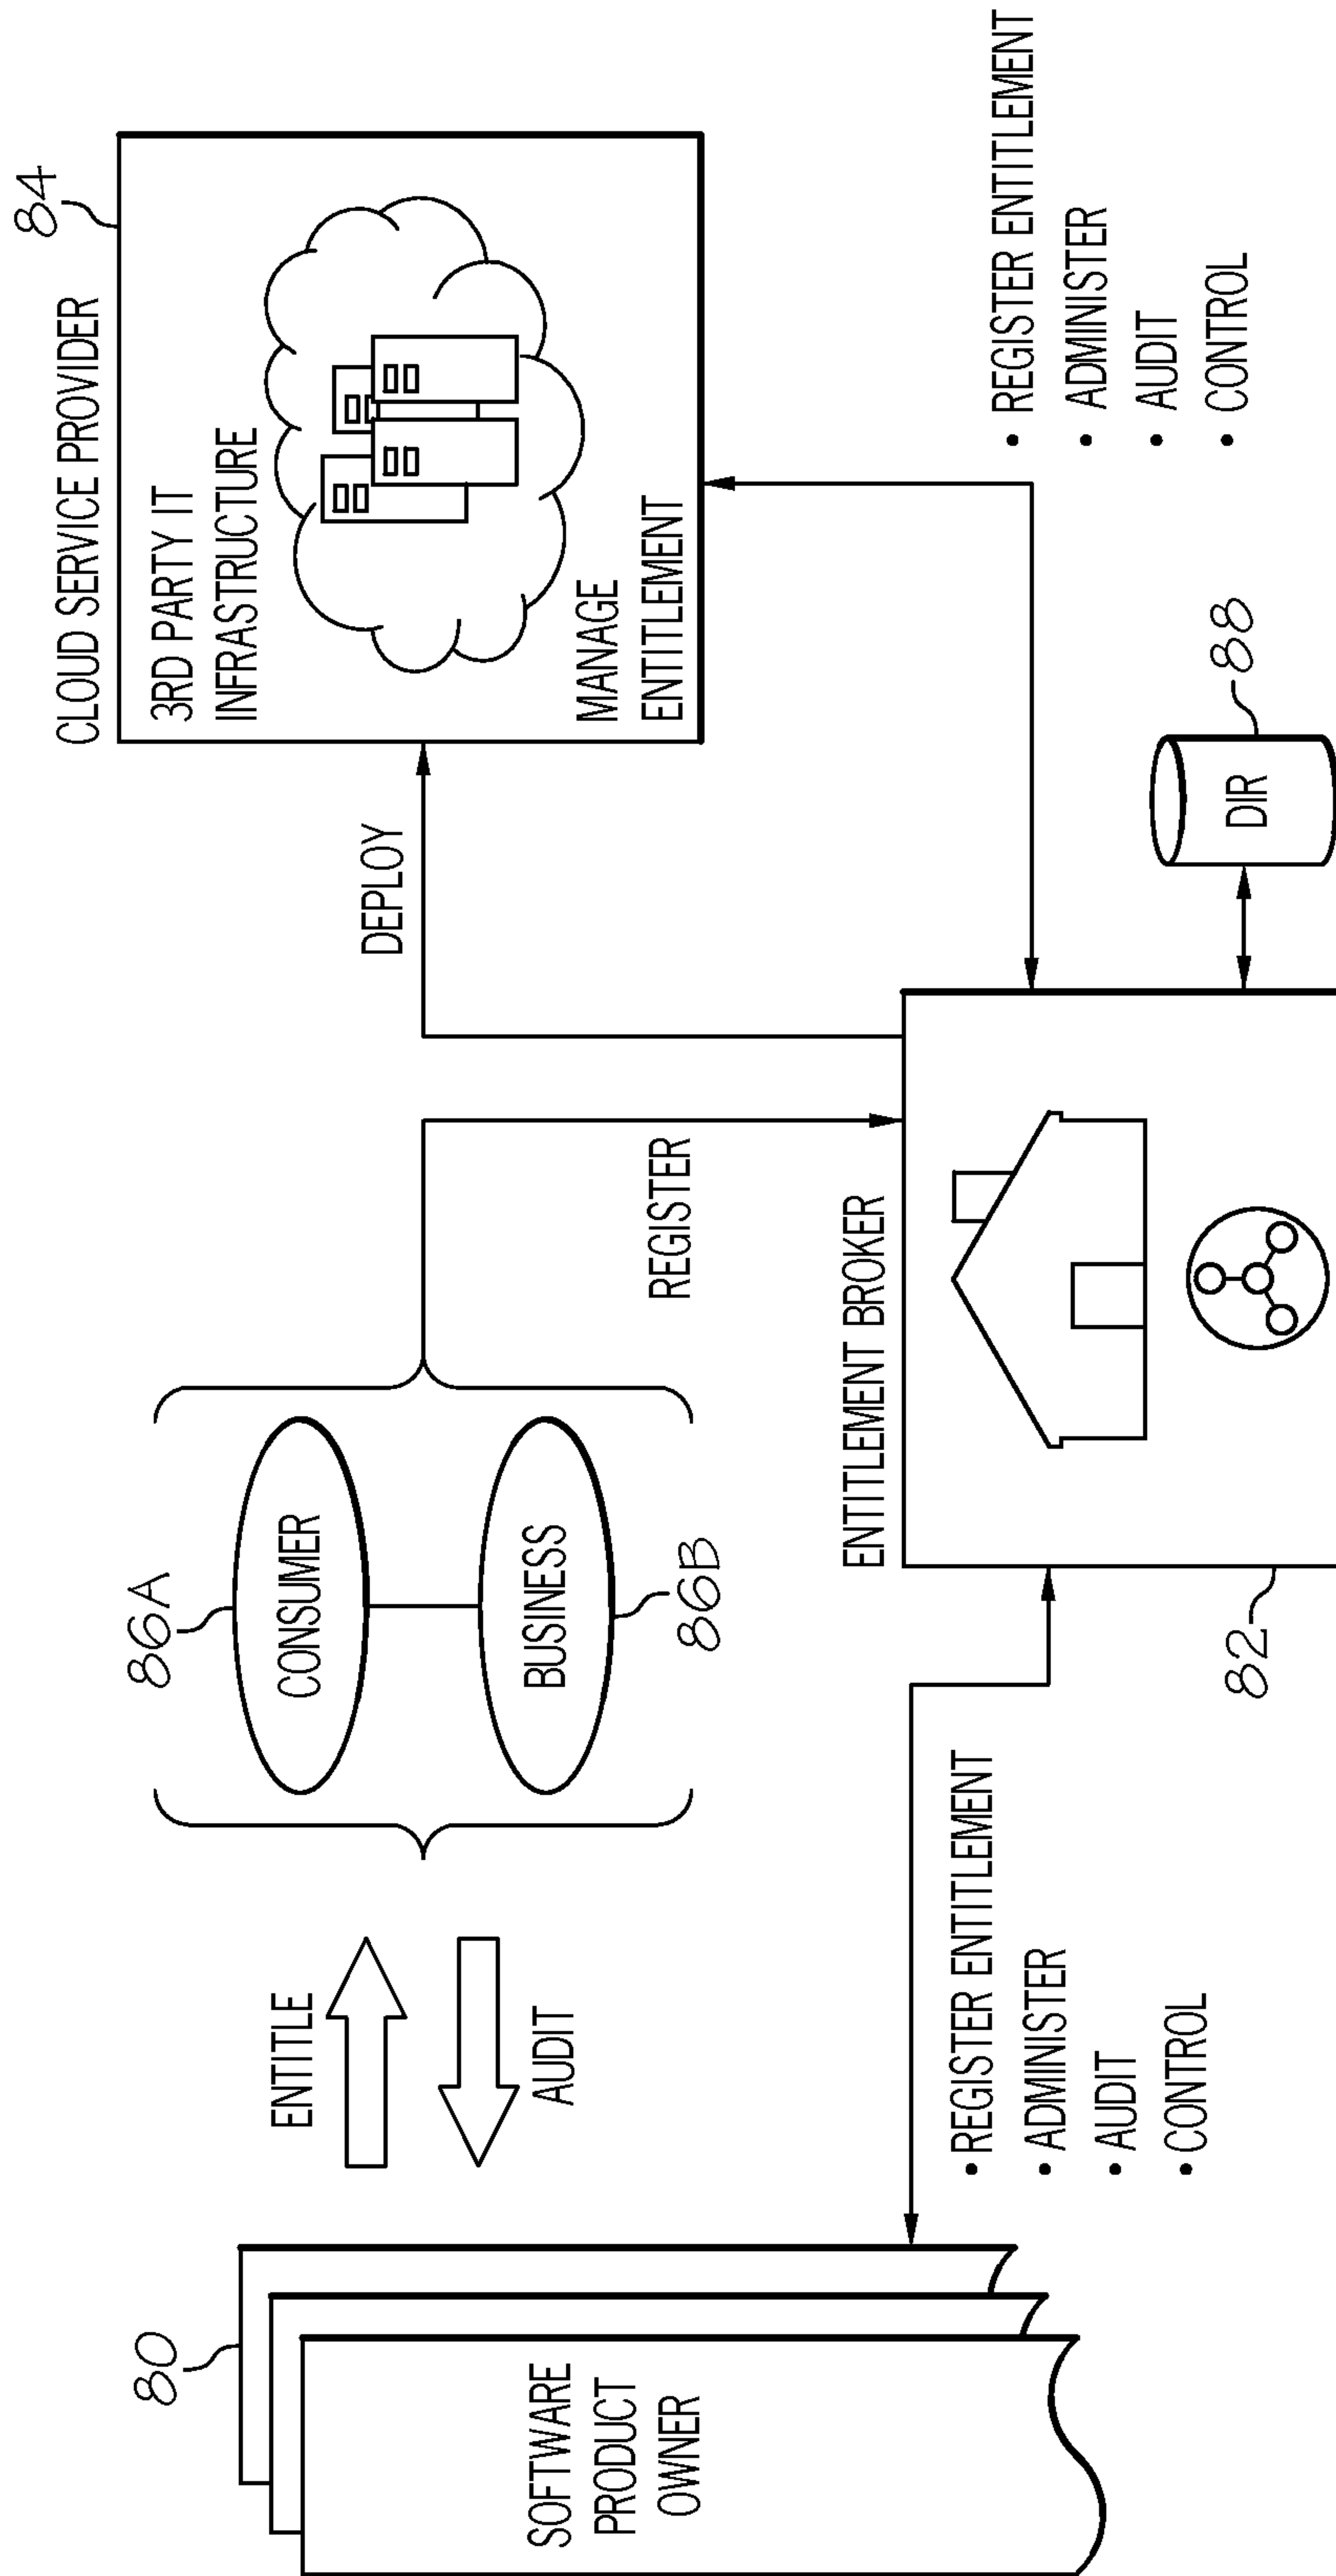 80
SOFTWARE
PRODUCT
OWNER
ENTITLE
AUDIT
86A
CONSUMER
BUSINESS
86B
REGISTER
DEPLOY
CLOUD SERVICE PROVIDER
84
3RD PARTY IT
INFRASTRUCTURE
MANAGE
ENTITLEMENT
• REGISTER ENTITLEMENT
• ADMINISTER
• AUDIT
• CONTROL
ENTITLEMENT BROKER
82
DIR
88
• REGISTER ENTITLEMENT
• ADMINISTER
• AUDIT
• CONTROL